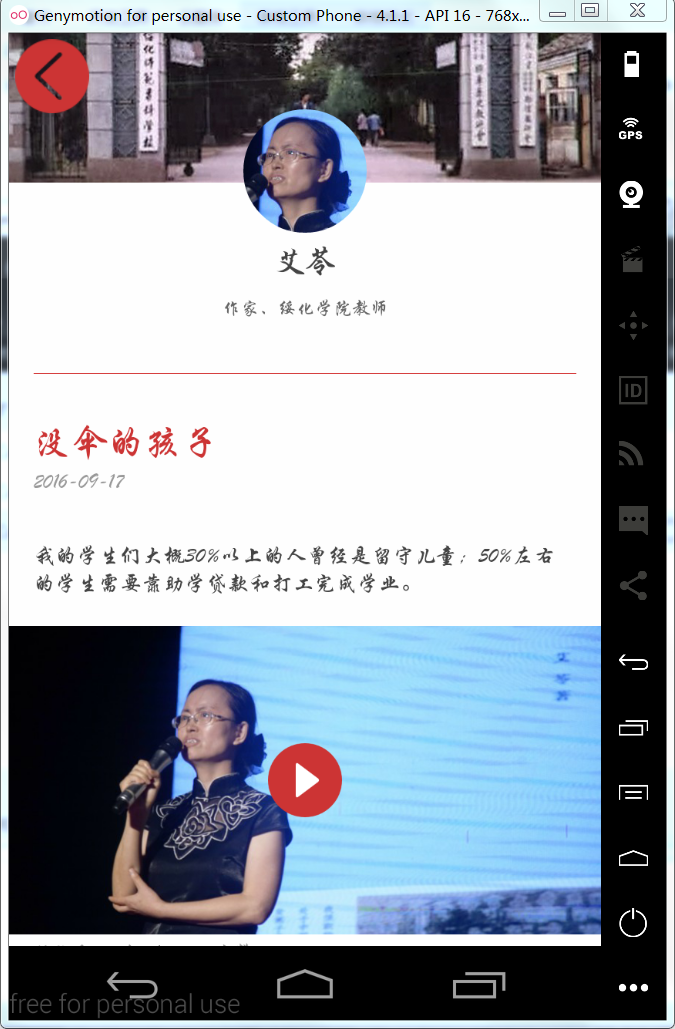 Genymotion for personal use - Custom Phone - 4.1.1 - API 16 - 768x...
GPS
艾苓
作家、绥化学院教师
ID
没伞的孩子
2016-09-17
我的学生们大概30%以上的人曾经是留守儿童；50%左右
的学生需要靠助学贷款和打工完成学业。
艾苓著
free for personal use